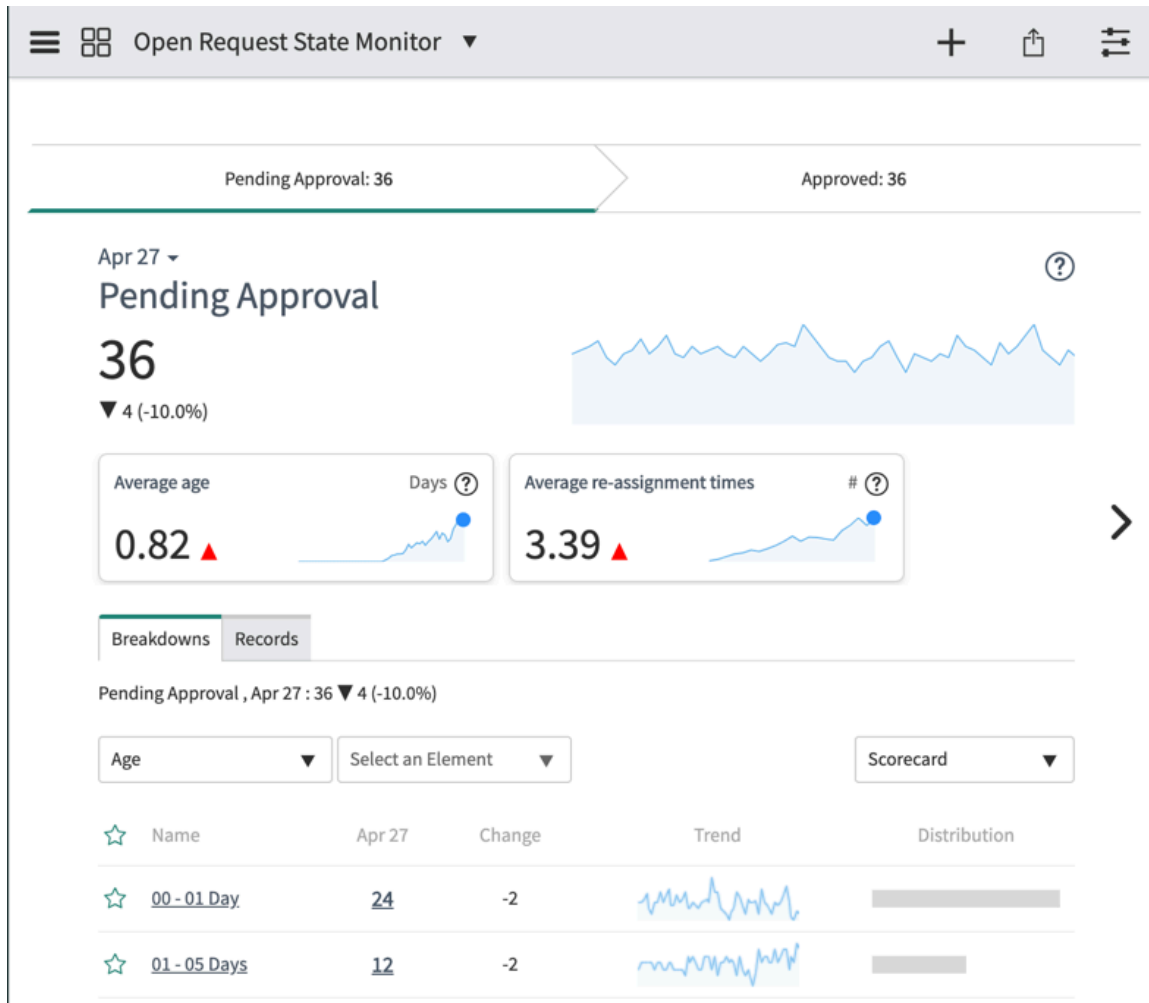 Open Request State Monitor ▼
Pending Approval: 36 Approved: 36
Apr 27
Pending Approval
36
▼ 4 (-10.0%)
Average age Days ?
0.82 ▲
Average re-assignment times # ?
3.39 ▲
Breakdowns Records
Pending Approval , Apr 27 : 36 ▼ 4 (-10.0%)
Age ▼ Select an Element ▼ Scorecard ▼
Name Apr 27 Change Trend Distribution
00 - 01 Day 24 -2
01 - 05 Days 12 -2